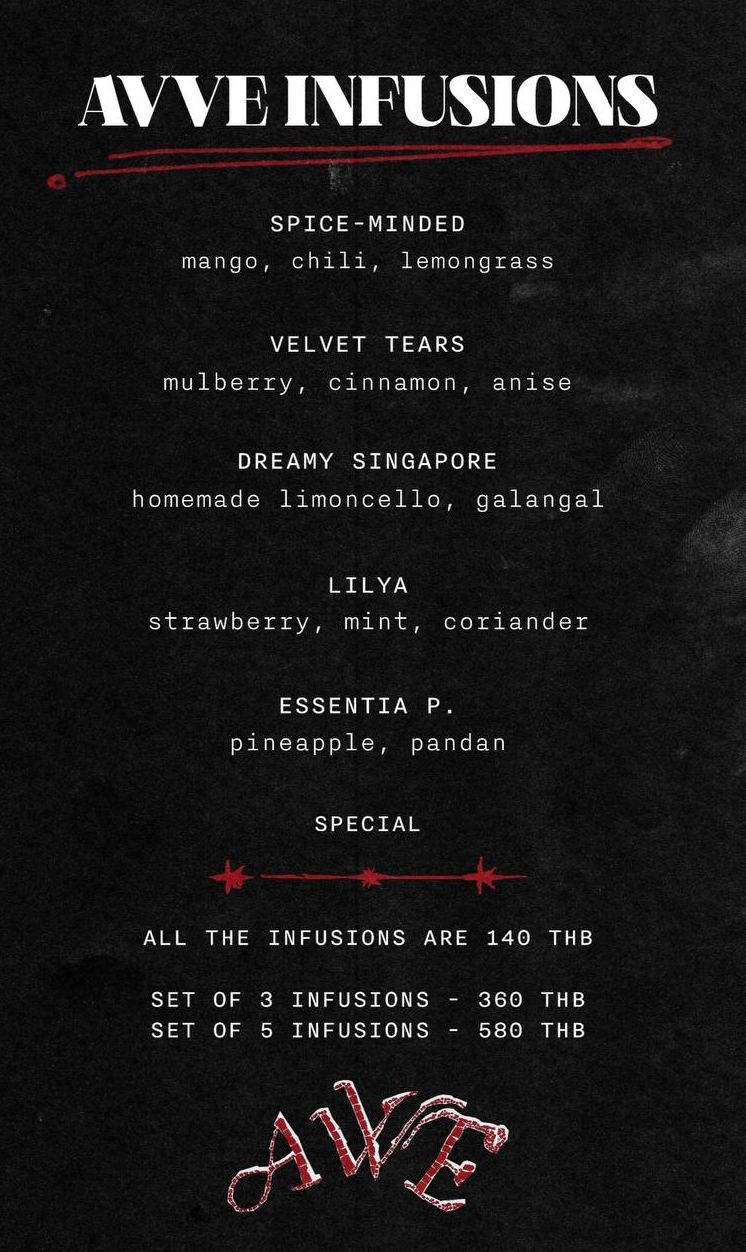 AVVE INFUSIONS
SPICE-MINDED
mango, chili, lemongrass
VELVET TEARS
mulberry, cinnamon, anise
DREAMY SINGAPORE
homemade limoncello, galangal
LILYA
strawberry, mint, coriander
ESSENTIA P.
pineapple, pandan
SPECIAL
ALL THE INFUSIONS ARE 140 THB
SET OF 3 INFUSIONS - 360 THB
SET OF 5 INFUSIONS - 580 THB
AVVE